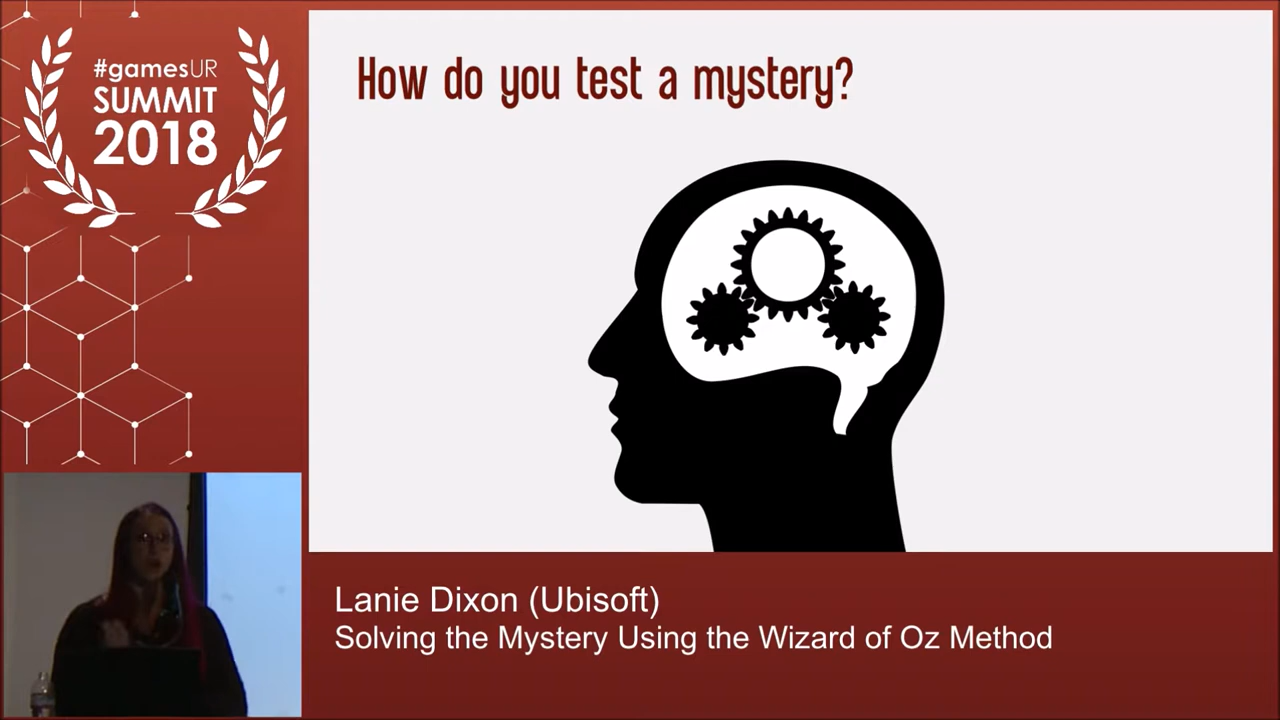 #gamesUR
SUMMIT
2018
How do you test a mystery?
Lanie Dixon (Ubisoft)
Solving the Mystery Using the Wizard of Oz Method